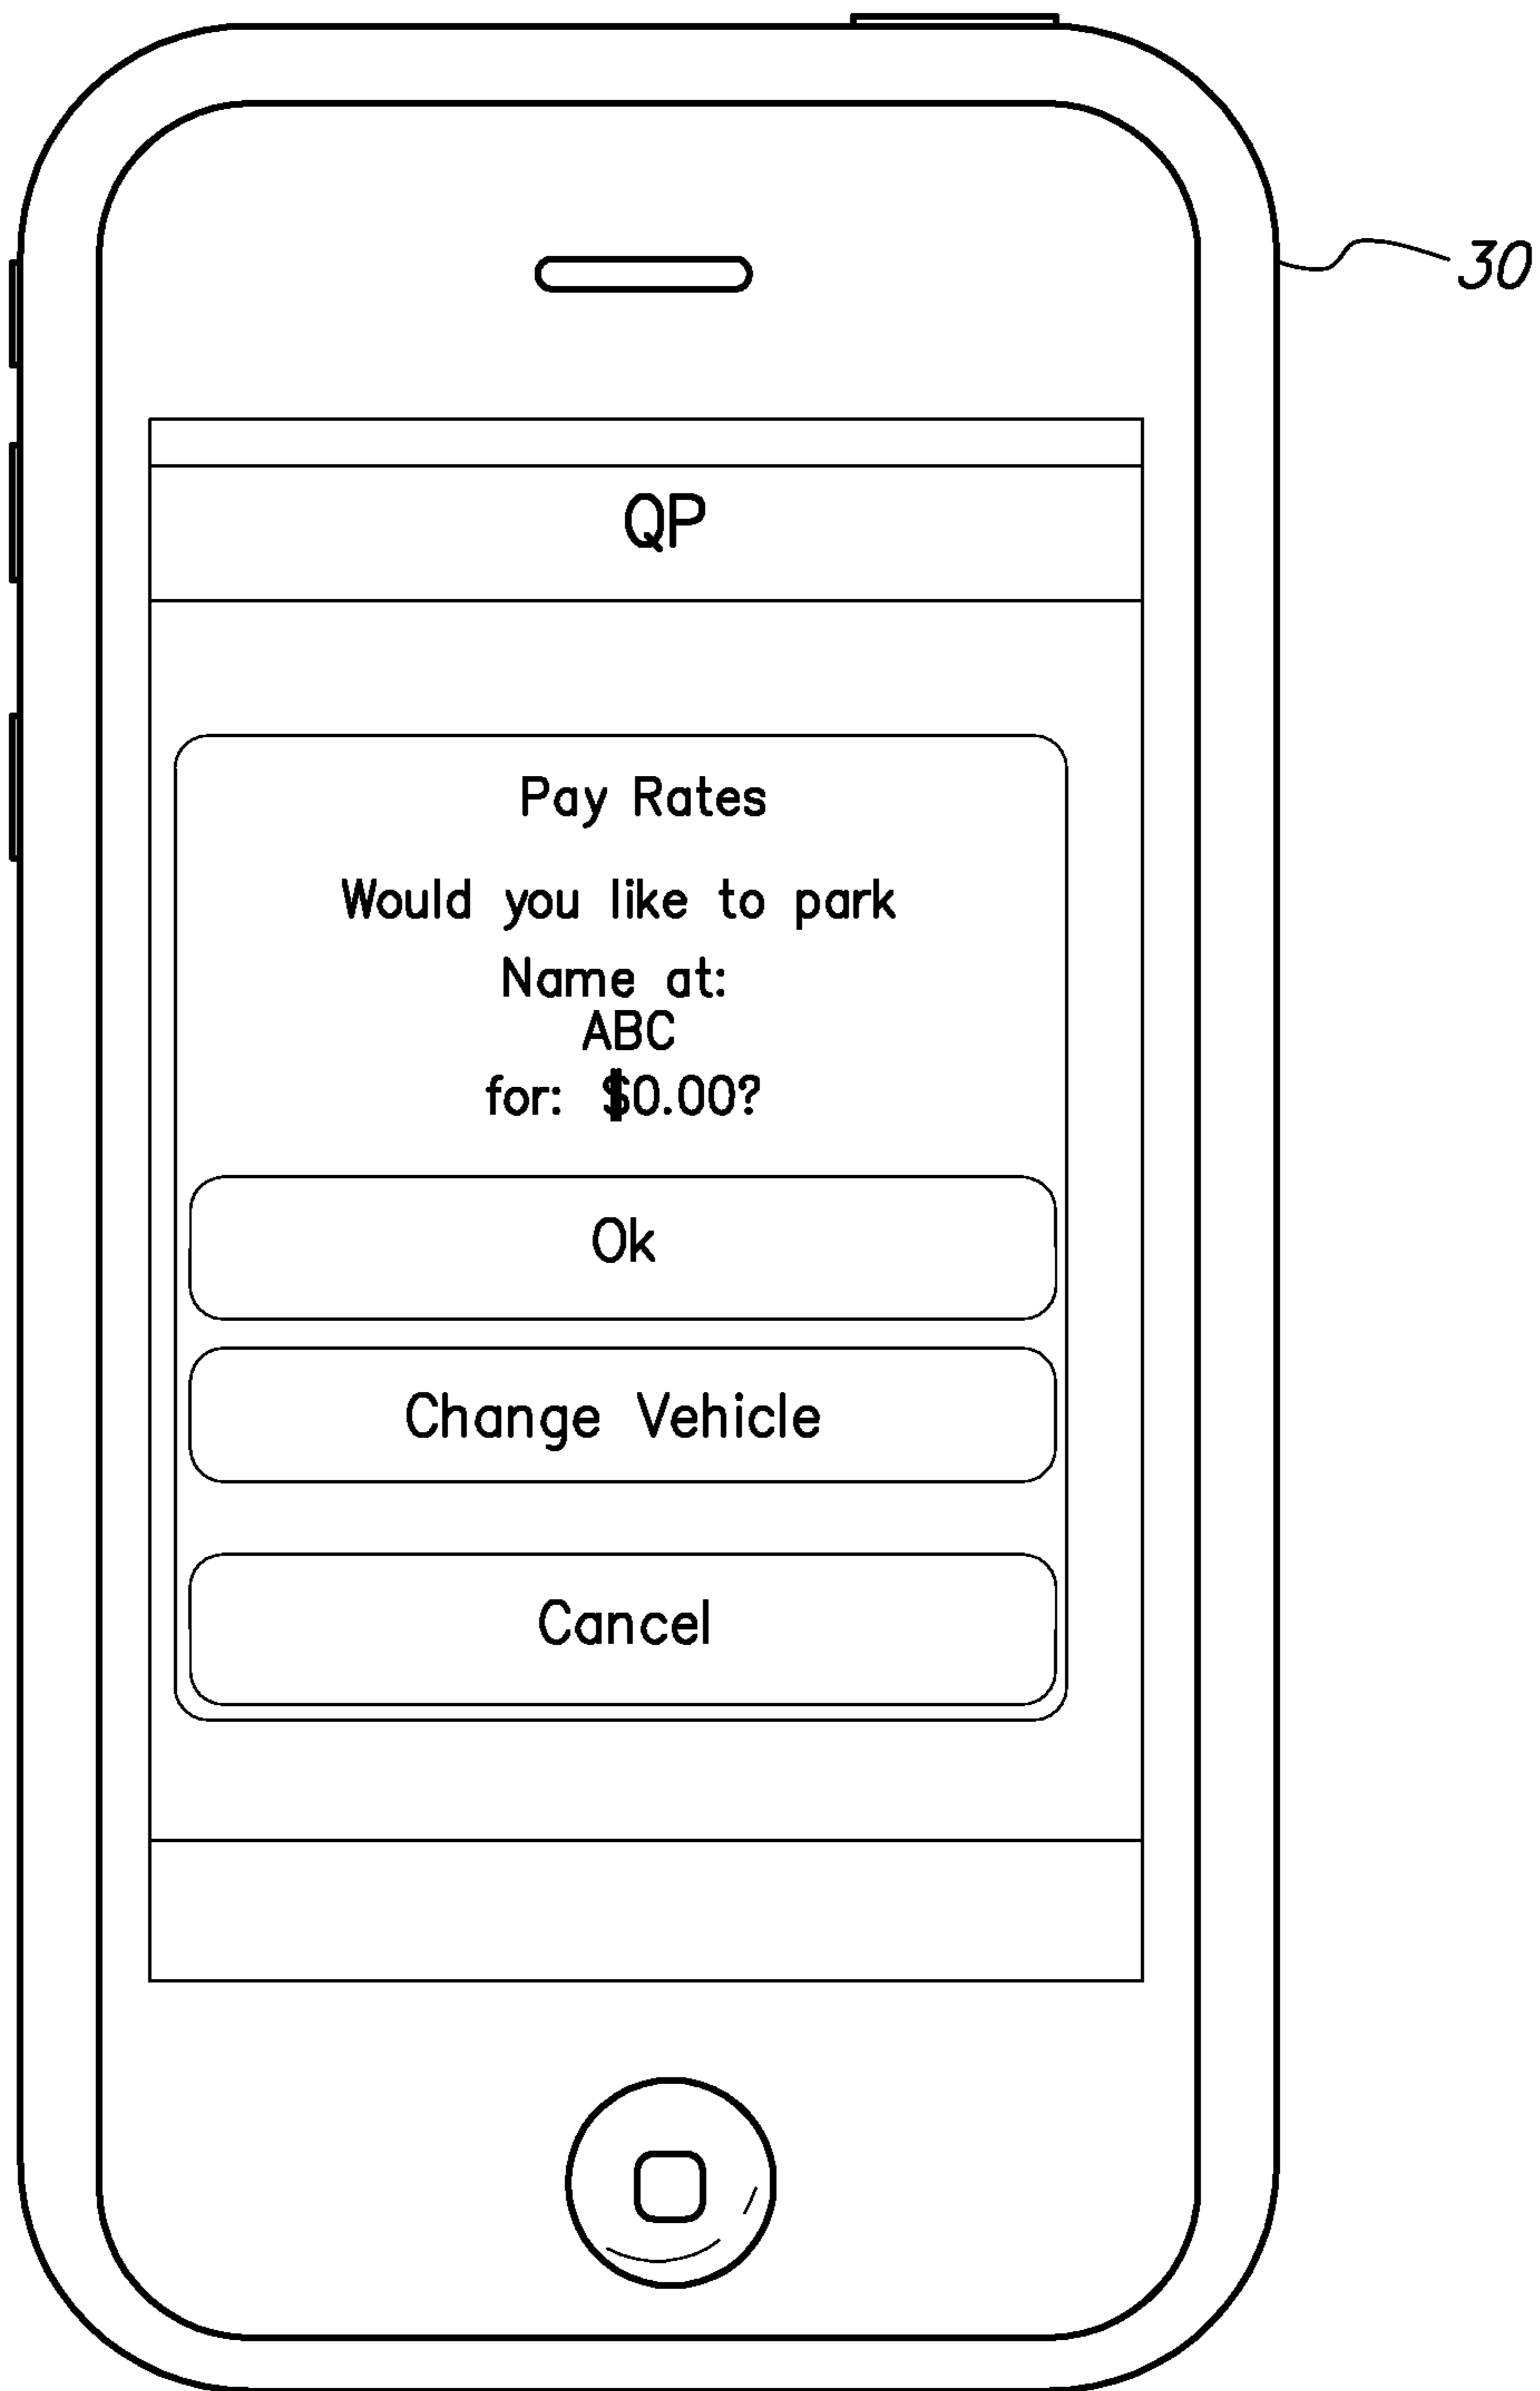 30
QP
Pay Rates
Would you like to park
Name at:
ABC
for: $0.00?
Ok
Change Vehicle
Cancel